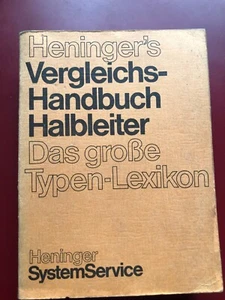 Heninger's
Vergleichs-
Handbuch
Halbleiter
Das große
Typen-Lexikon
Heninger
SystemService